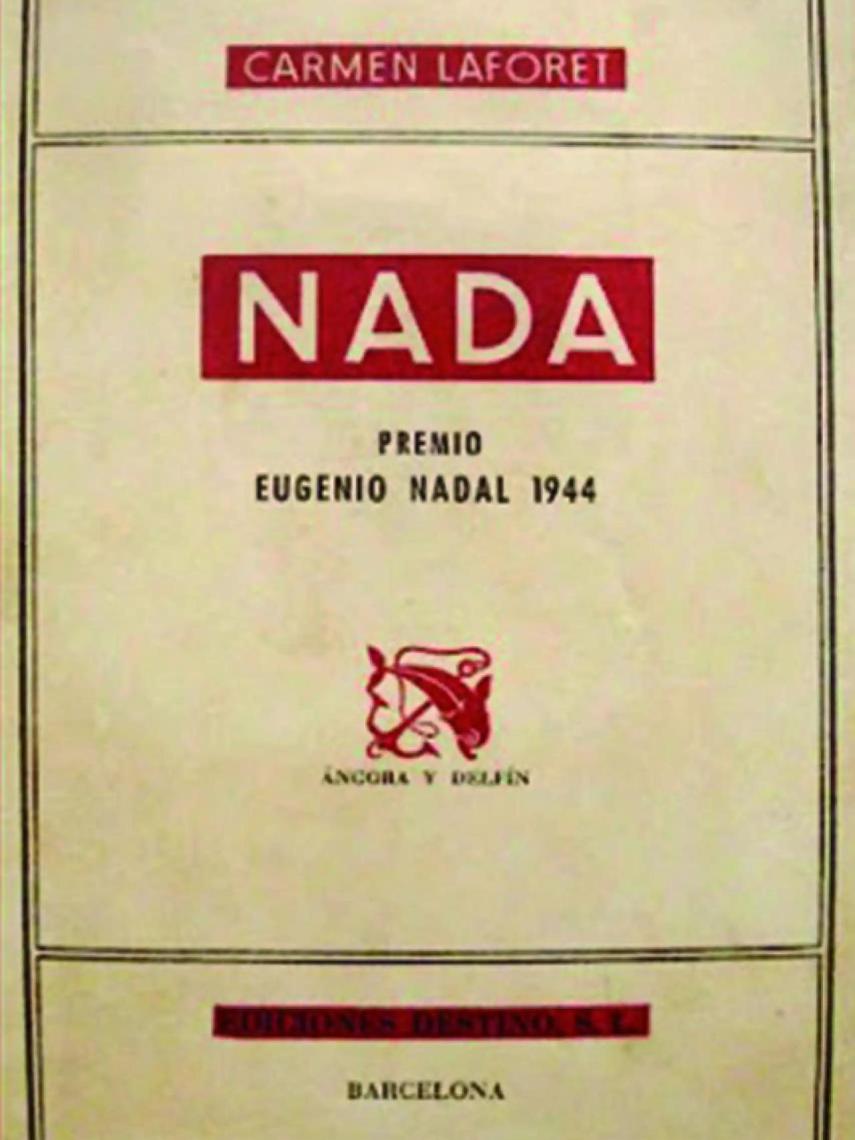 CARMEN LAFORET
NADA
PREMIO
EUGENIO NADAL 1944
ÁNCORA Y DELFÍN
EDICIONES DESTINO, S. L.
BARCELONA